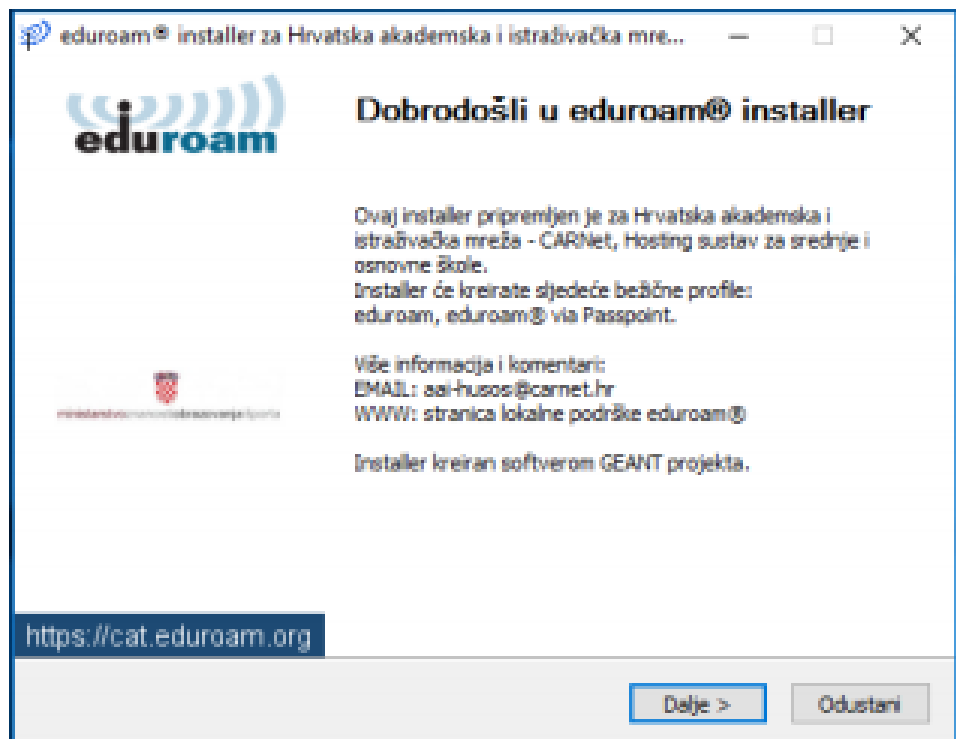 eduroam® installer za Hrvatska akademska i istraživačka mre...
eduroam
Dobrodošli u eduroam® installer
Ovaj installer pripremljen je za Hrvatska akademska i
istraživačka mreža - CARNet, Hosting sustav za srednje i
osnovne škole.
Installer će kreirate sljedeće bežične profile:
eduroam, eduroam® via Passpoint.
Više informacija i komentari:
EMAIL: aai-husos@carnet.hr
WWW: stranica lokalne podrške eduroam®
Installer kreiran softverom GEANT projekta.
ministarstvo obrazovanja
https://cat.eduroam.org
Dalje >
Odustani